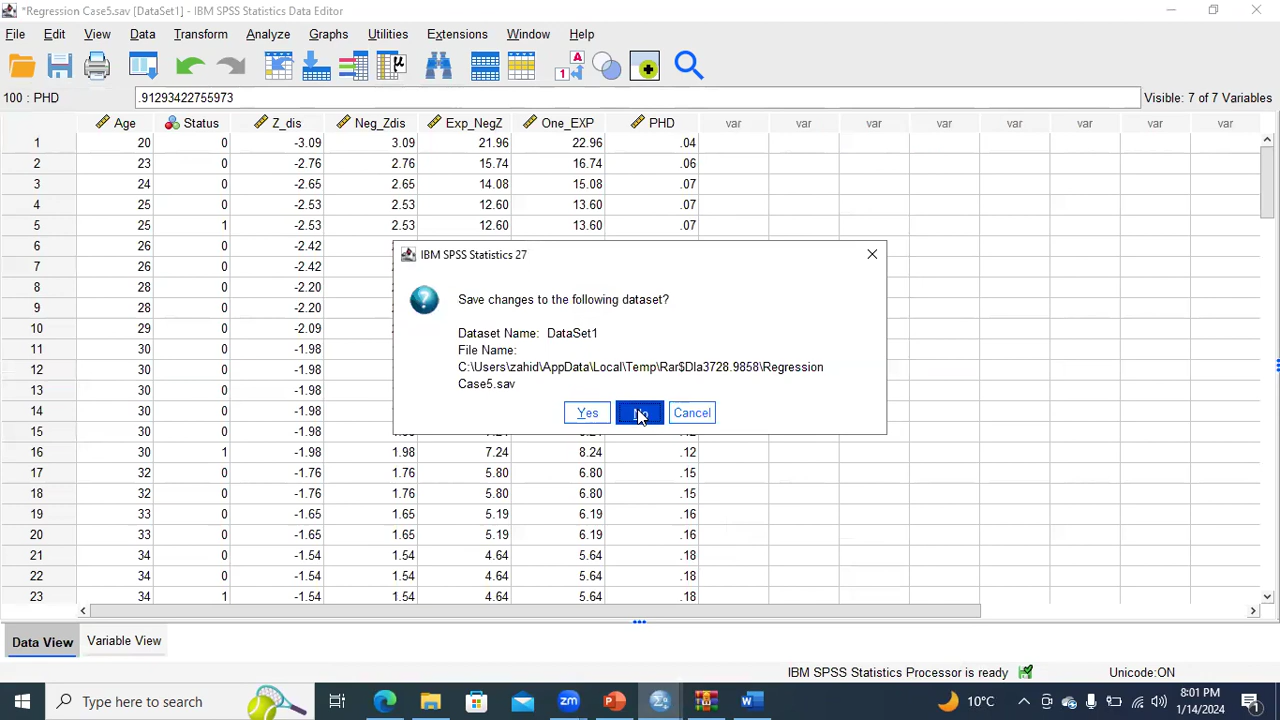 *Regression Case5.sav [DataSet1] - IBM SPSS Statistics Data Editor
File Edit View Data Transform Analyze Graphs Utilities Extensions Window Help
100 : PHD .91293422755973 Visible: 7 of 7 Variables
Age Status Z_dis Neg_Zdis Exp_NegZ One_EXP PHD var var var var var var var var
1 20 0 -3.09 3.09 21.96 22.96 .04
2 23 0 -2.76 2.76 15.74 16.74 .06
3 24 0 -2.65 2.65 14.08 15.08 .07
4 25 0 -2.53 2.53 12.60 13.60 .07
5 25 1 -2.53 2.53 12.60 13.60 .07
6 26 0 -2.42
7 26 0 -2.42
8 28 0 -2.20
9 28 0 -2.20
10 29 0 -2.09
11 30 0 -1.98
12 30 0 -1.98
13 30 0 -1.98
14 30 0 -1.98
15 30 0 -1.98
16 30 1 -1.98 1.98 7.24 8.24 .12
17 32 0 -1.76 1.76 5.80 6.80 .15
18 32 0 -1.76 1.76 5.80 6.80 .15
19 33 0 -1.65 1.65 5.19 6.19 .16
20 33 0 -1.65 1.65 5.19 6.19 .16
21 34 0 -1.54 1.54 4.64 5.64 .18
22 34 0 -1.54 1.54 4.64 5.64 .18
23 34 1 -1.54 1.54 4.64 5.64 .18
IBM SPSS Statistics 27
Save changes to the following dataset?
Dataset Name: DataSet1
File Name:
C:\Users\zahid\AppData\Local\Temp\Rar$DIa3728.9858\Regression
Case5.sav
Yes No Cancel
Data View Variable View
IBM SPSS Statistics Processor is ready Unicode:ON
Type here to search
10°C
8:01 PM
1/14/2024